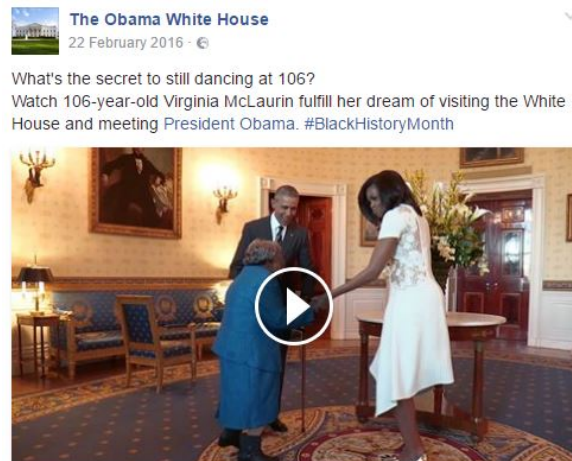 The Obama White House
22 February 2016 ·
What's the secret to still dancing at 106?
Watch 106-year-old Virginia McLaurin fulfill her dream of visiting the White
House and meeting President Obama. #BlackHistoryMonth